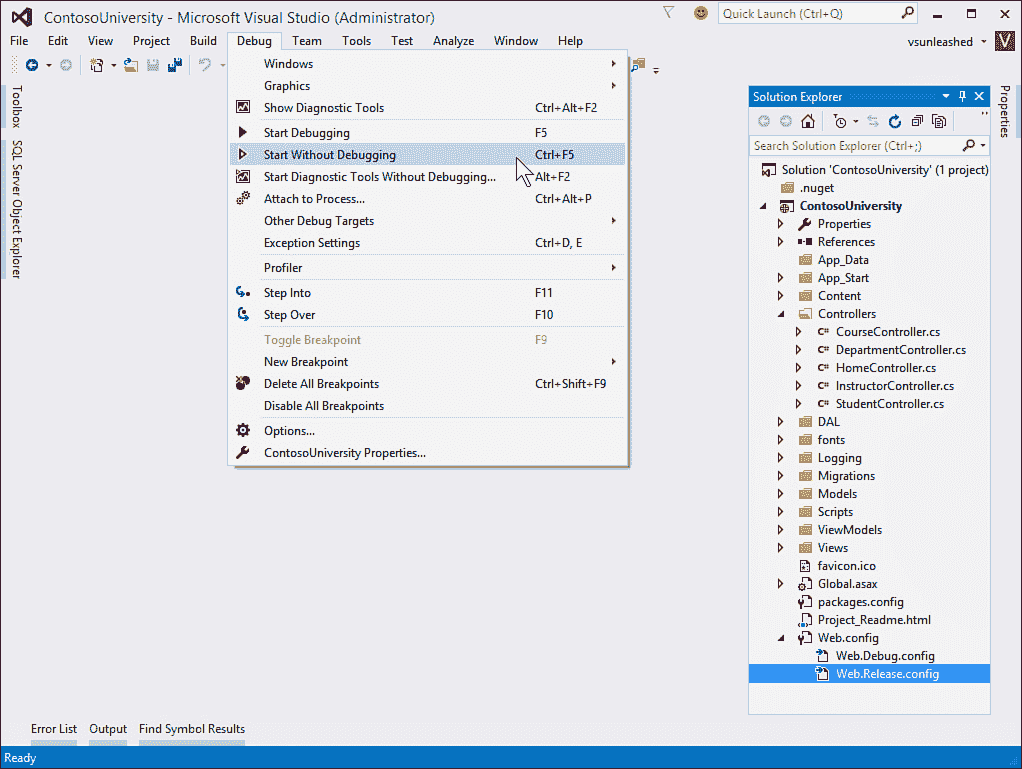 ContosoUniversity - Microsoft Visual Studio (Administrator)
Quick Launch (Ctrl+Q)
File Edit View Project Build Debug Team Tools Test Analyze Window Help
vsunleashed
Toolbox
SQL Server Object Explorer
Windows
Graphics
Show Diagnostic Tools Ctrl+Alt+F2
Start Debugging F5
Start Without Debugging Ctrl+F5
Start Diagnostic Tools Without Debugging... Alt+F2
Attach to Process... Ctrl+Alt+P
Other Debug Targets
Exception Settings Ctrl+D, E
Profiler
Step Into F11
Step Over F10
Toggle Breakpoint F9
New Breakpoint
Delete All Breakpoints Ctrl+Shift+F9
Disable All Breakpoints
Options...
ContosoUniversity Properties...
Solution Explorer
Search Solution Explorer (Ctrl+;)
Solution 'ContosoUniversity' (1 project)
.nuget
ContosoUniversity
Properties
References
App_Data
App_Start
Content
Controllers
C# CourseController.cs
C# DepartmentController.cs
C# HomeController.cs
C# InstructorController.cs
C# StudentController.cs
DAL
fonts
Logging
Migrations
Models
Scripts
ViewModels
Views
favicon.ico
Global.asax
packages.config
Project_Readme.html
Web.config
Web.Debug.config
Web.Release.config
Properties
Error List Output Find Symbol Results
Ready